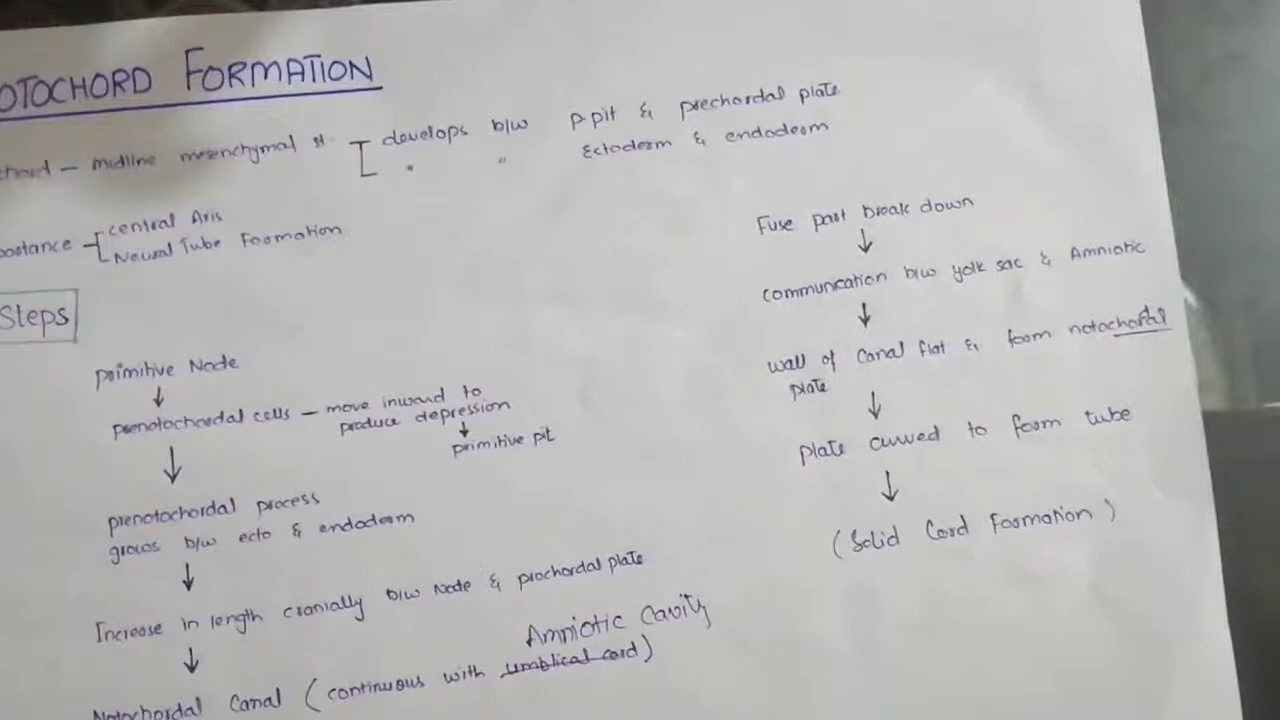 OTOCHORD FORMATION
chord – midline mesenchymal st. [ develops b/w p.pit & prechordal plate
" " Ectoderm & endoderm
portance – [ central Axis
Neural Tube Formation
Steps
primitive Node
↓
prenotochordal cells – move inward to
produce depression
↓
primitive pit
↓
prenotochordal process
grows b/w ecto & endoderm
↓
Increase in length cranially b/w Node & prochordal plate
↓
Amniotic Cavity
Notochordal Canal (continuous with umblical cord)
Fuse part break down
↓
communication b/w yolk sac & Amniotic
↓
wall of canal flat & form notochordal
plate
↓
plate curved to form tube
↓
(Solid Cord Formation)